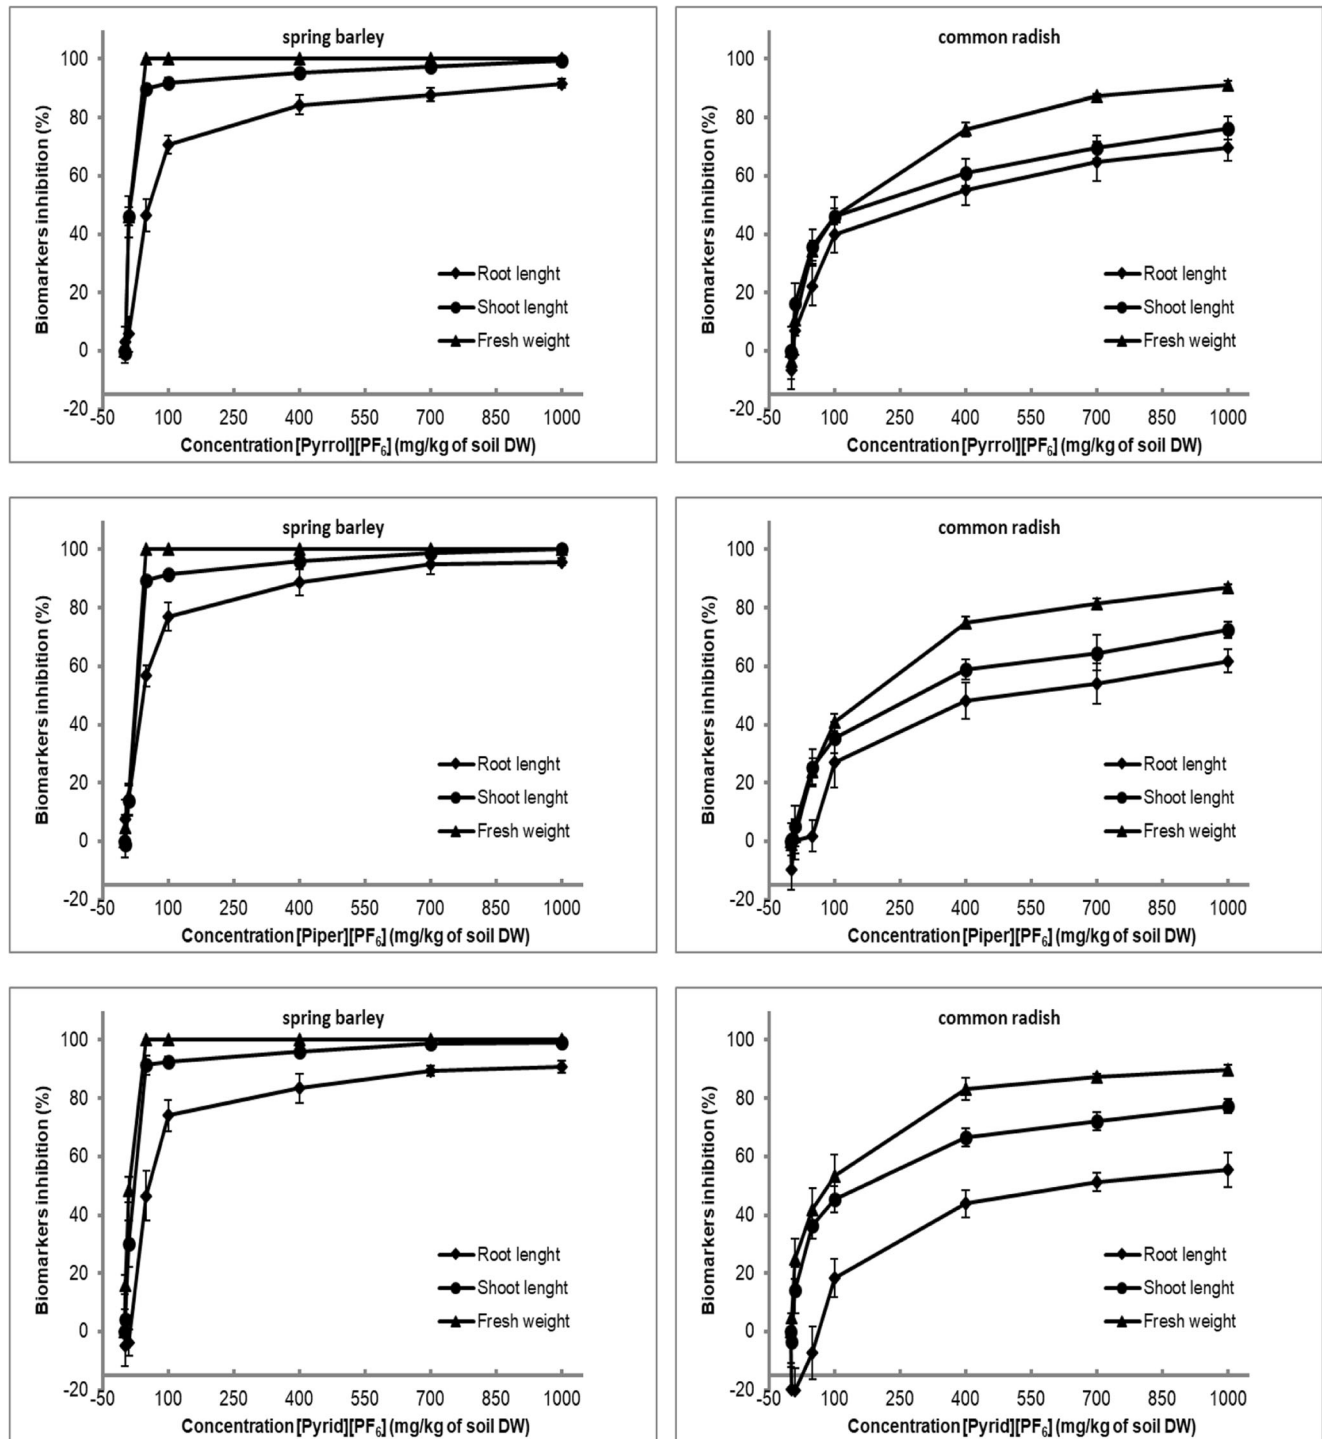 spring barley
100
80
60
40
20
0
-20
Biomarkers inhibition (%)
Root lenght
Shoot lenght
Fresh weight
-50 100 250 400 550 700 850 1000
Concentration [Pyrrol][PF₆] (mg/kg of soil DW)
common radish
100
80
60
40
20
0
-20
Biomarkers inhibition (%)
Root lenght
Shoot lenght
Fresh weight
-50 100 250 400 550 700 850 1000
Concentration [Pyrrol][PF₆] (mg/kg of soil DW)
spring barley
100
80
60
40
20
0
-20
Biomarkers inhibition (%)
Root lenght
Shoot lenght
Fresh weight
-50 100 250 400 550 700 850 1000
Concentration [Piper][PF₆] (mg/kg of soil DW)
common radish
100
80
60
40
20
0
-20
Biomarkers inhibition (%)
Root lenght
Shoot lenght
Fresh weight
-50 100 250 400 550 700 850 1000
Concentration [Piper][PF₆] (mg/kg of soil DW)
spring barley
100
80
60
40
20
0
-20
Biomarkers inhibition (%)
Root lenght
Shoot lenght
Fresh weight
-50 100 250 400 550 700 850 1000
Concentration [Pyrid][PF₆] (mg/kg of soil DW)
common radish
100
80
60
40
20
0
-20
Biomarkers inhibition (%)
Root lenght
Shoot lenght
Fresh weight
-50 100 250 400 550 700 850 1000
Concentration [Pyrid][PF₆] (mg/kg of soil DW)